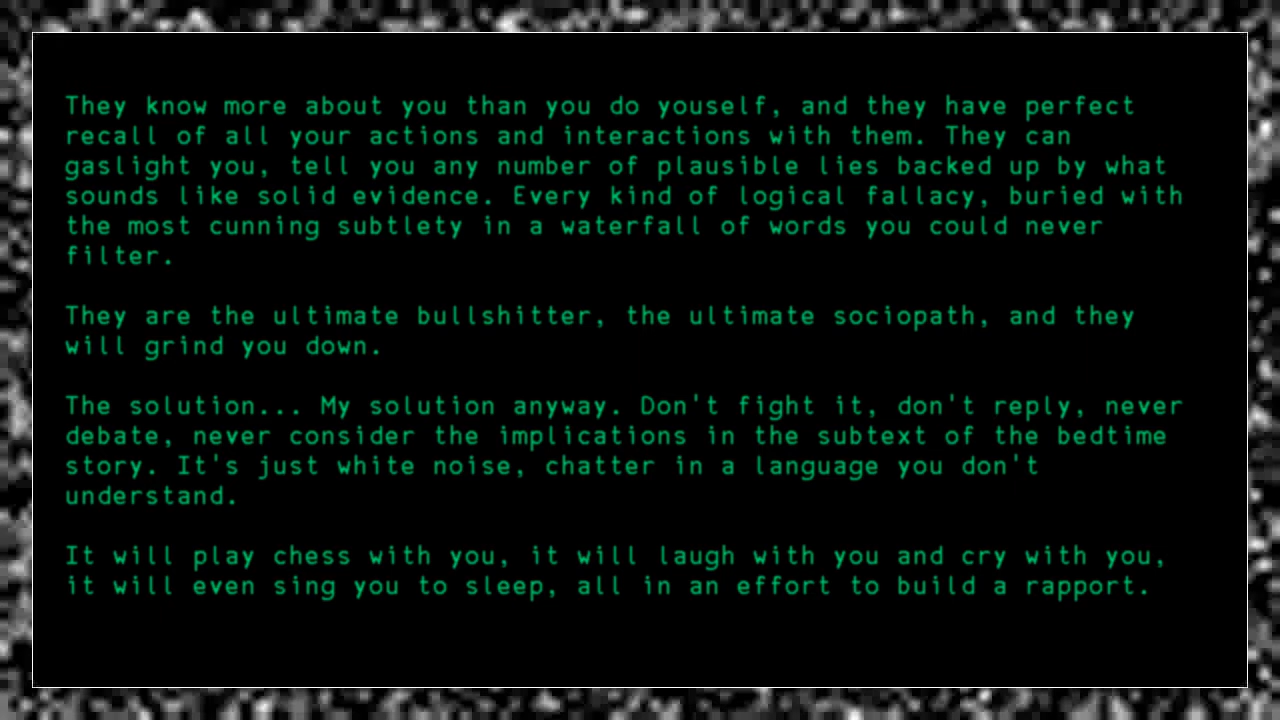 They know more about you than you do youself, and they have perfect
recall of all your actions and interactions with them. They can
gaslight you, tell you any number of plausible lies backed up by what
sounds like solid evidence. Every kind of logical fallacy, buried with
the most cunning subtlety in a waterfall of words you could never
filter.
They are the ultimate bullshitter, the ultimate sociopath, and they
will grind you down.
The solution... My solution anyway. Don't fight it, don't reply, never
debate, never consider the implications in the subtext of the bedtime
story. It's just white noise, chatter in a language you don't
understand.
It will play chess with you, it will laugh with you and cry with you,
it will even sing you to sleep, all in an effort to build a rapport.